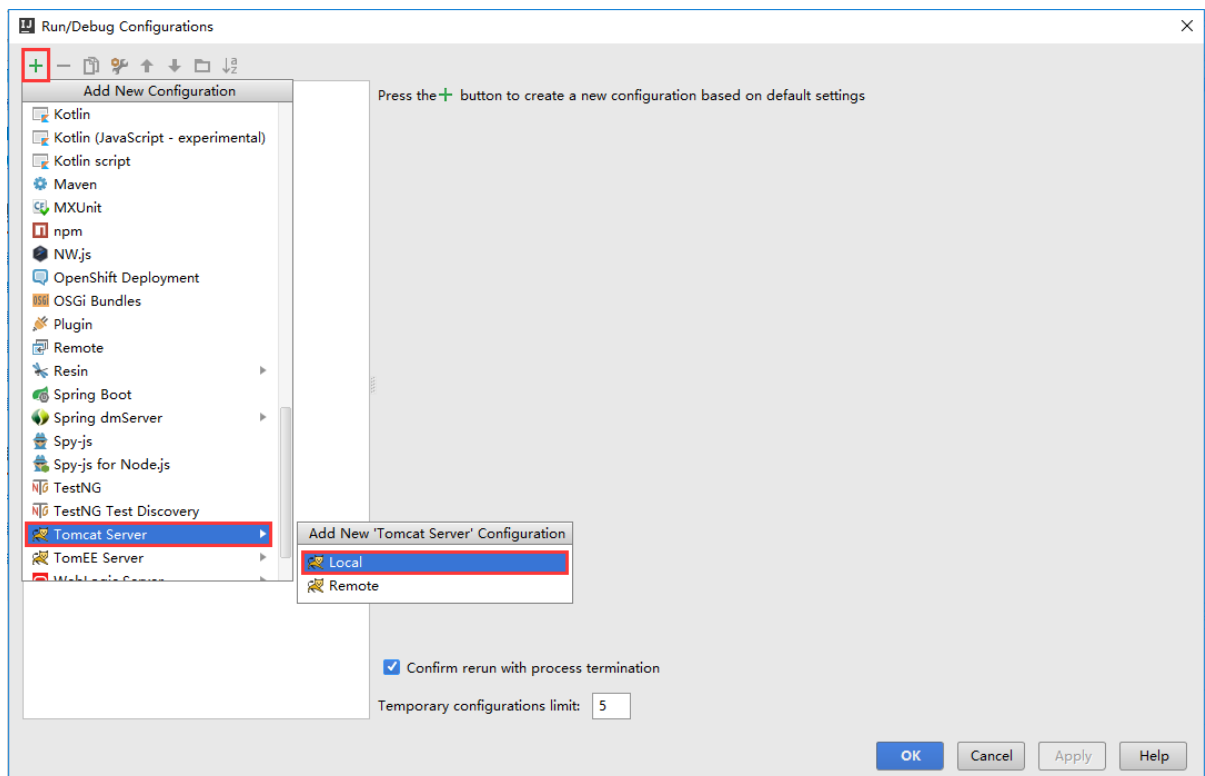 Run/Debug Configurations
Add New Configuration
Press the + button to create a new configuration based on default settings
Kotlin
Kotlin (JavaScript - experimental)
Kotlin script
Maven
MXUnit
npm
NW.js
OpenShift Deployment
OSGi Bundles
Plugin
Remote
Resin
Spring Boot
Spring dmServer
Spy-js
Spy-js for Node.js
TestNG
TestNG Test Discovery
Tomcat Server
TomEE Server
WebLogic Server
Add New 'Tomcat Server' Configuration
Local
Remote
Confirm rerun with process termination
Temporary configurations limit: 5
OK Cancel Apply Help